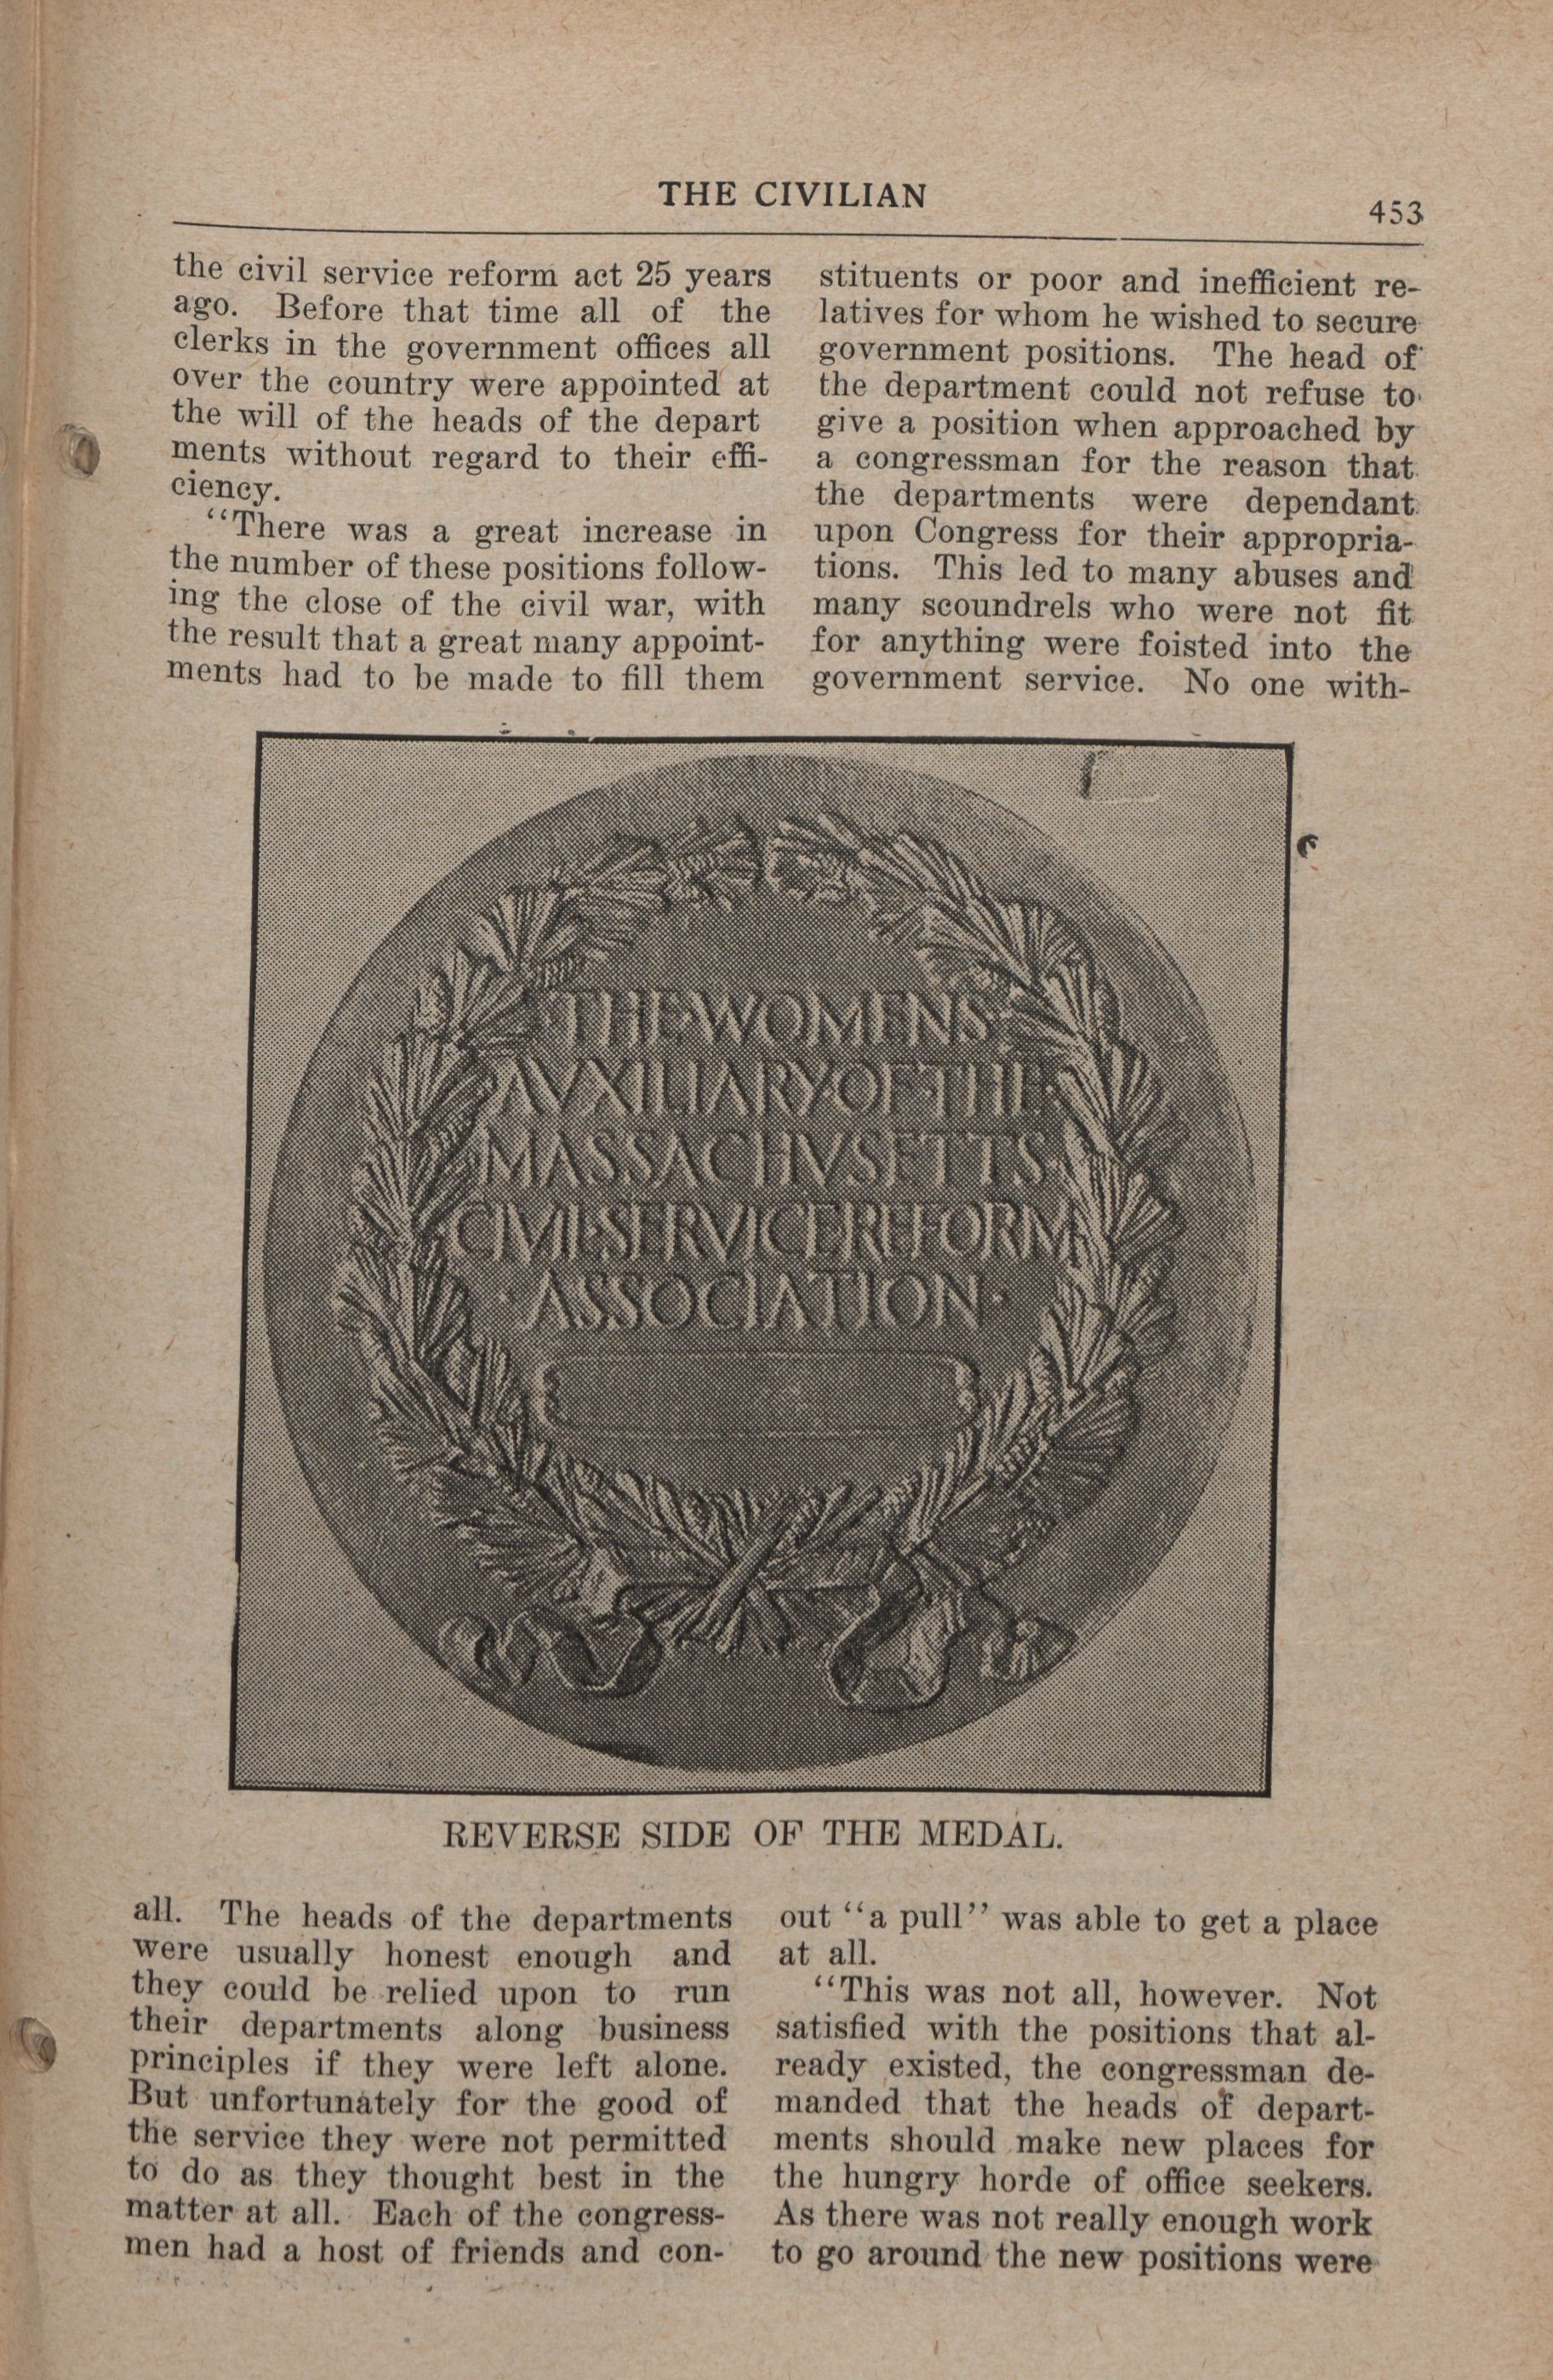 THE CIVILIAN
453
the civil service reform act 25 years
ago. Before that time all of the
clerks in the government offices all
over the country were appointed at
the will of the heads of the depart
ments without regard to their effi-
ciency.
“There was a great increase in
the number of these positions follow-
ing the close of the civil war, with
the result that a great many appoint-
ments had to be made to fill them
all. The heads of the departments
were usually honest enough and
they could be relied upon to run
their departments along business
principles if they were left alone.
But unfortunately for the good of
the service they were not permitted
to do as they thought best in the
matter at all. Each of the congress-
men had a host of friends and con-
stituents or poor and inefficient re-
latives for whom he wished to secure
government positions. The head of
the department could not refuse to
give a position when approached by
a congressman for the reason that
the departments were dependant
upon Congress for their appropria-
tions. This led to many abuses and
many scoundrels who were not fit
for anything were foisted into the
government service. No one with-
out “a pull” was able to get a place
at all.
“This was not all, however. Not
satisfied with the positions that al-
ready existed, the congressman de-
manded that the heads of depart-
ments should make new places for
the hungry horde of office seekers.
As there was not really enough work
to go around the new positions were
THE WOMENS
AVXILIARY OF THE
MASSACHVSETTS
CIVIL SERVICE REFORM
· ASSOCIATION ·
REVERSE SIDE OF THE MEDAL.